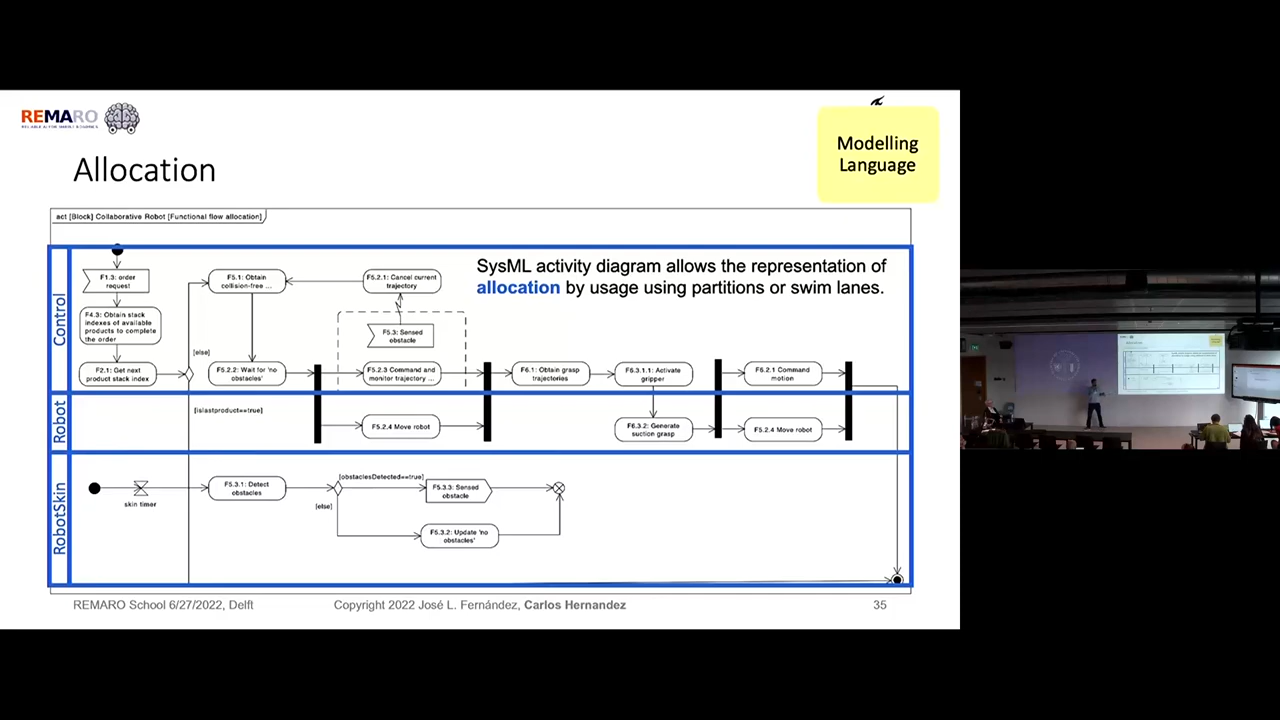 REMARO
Modelling
Language
Allocation
act [Block] Collaborative Robot [Functional flow allocation]
SysML activity diagram allows the representation of
allocation by usage using partitions or swim lanes.
Control
F1.3: order
request
F4.3: Obtain stack
indexes of available
products to complete
the order
F2.1: Get next
product stack index
[else]
[islastproduct==true]
F5.1: Obtain
collision-free ...
F5.2.2: Wait for 'no
obstacles'
F5.2.1: Cancel current
trajectory
F5.3: Sensed
obstacle
F5.2.3: Command and
monitor trajectory ...
F6.1: Obtain grasp
trajectories
F6.3.1.1: Activate
gripper
F6.2.1 Command
motion
Robot
F5.2.4 Move robot
F6.3.2: Generate
suction grasp
F5.2.4 Move robot
RobotSkin
skin timer
F5.3.1: Detect
obstacles
[obstaclesDetected==true]
[else]
F5.3.3: Sensed
obstacle
F5.3.2: Update 'no
obstacles'
REMARO School 6/27/2022, Delft
Copyright 2022 José L. Fernández, Carlos Hernandez
35